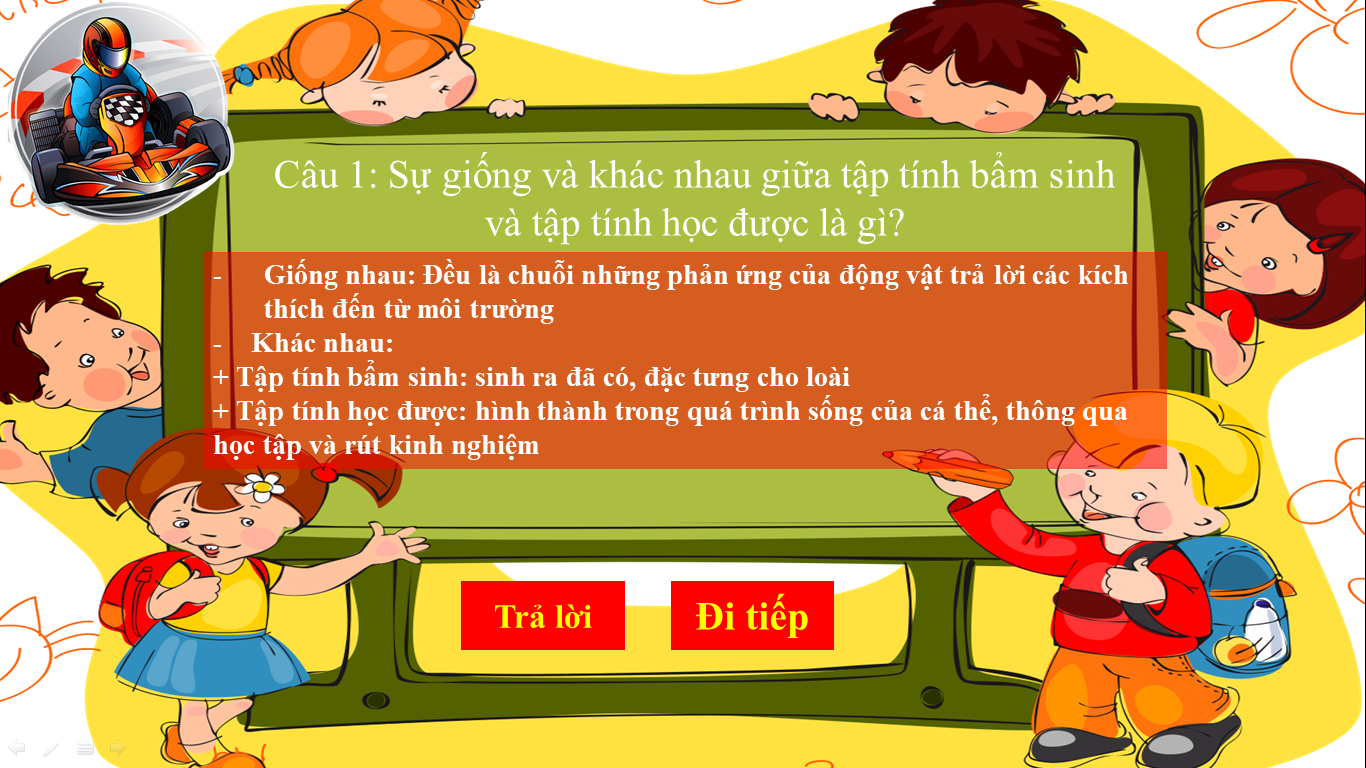 Câu 1: Sự giống và khác nhau giữa tập tính bẩm sinh
và tập tính học được là gì?
- Giống nhau: Đều là chuỗi những phản ứng của động vật trả lời các kích
thích đến từ môi trường
- Khác nhau:
+ Tập tính bẩm sinh: sinh ra đã có, đặc tưng cho loài
+ Tập tính học được: hình thành trong quá trình sống của cá thể, thông qua
học tập và rút kinh nghiệm
Trả lời
Đi tiếp